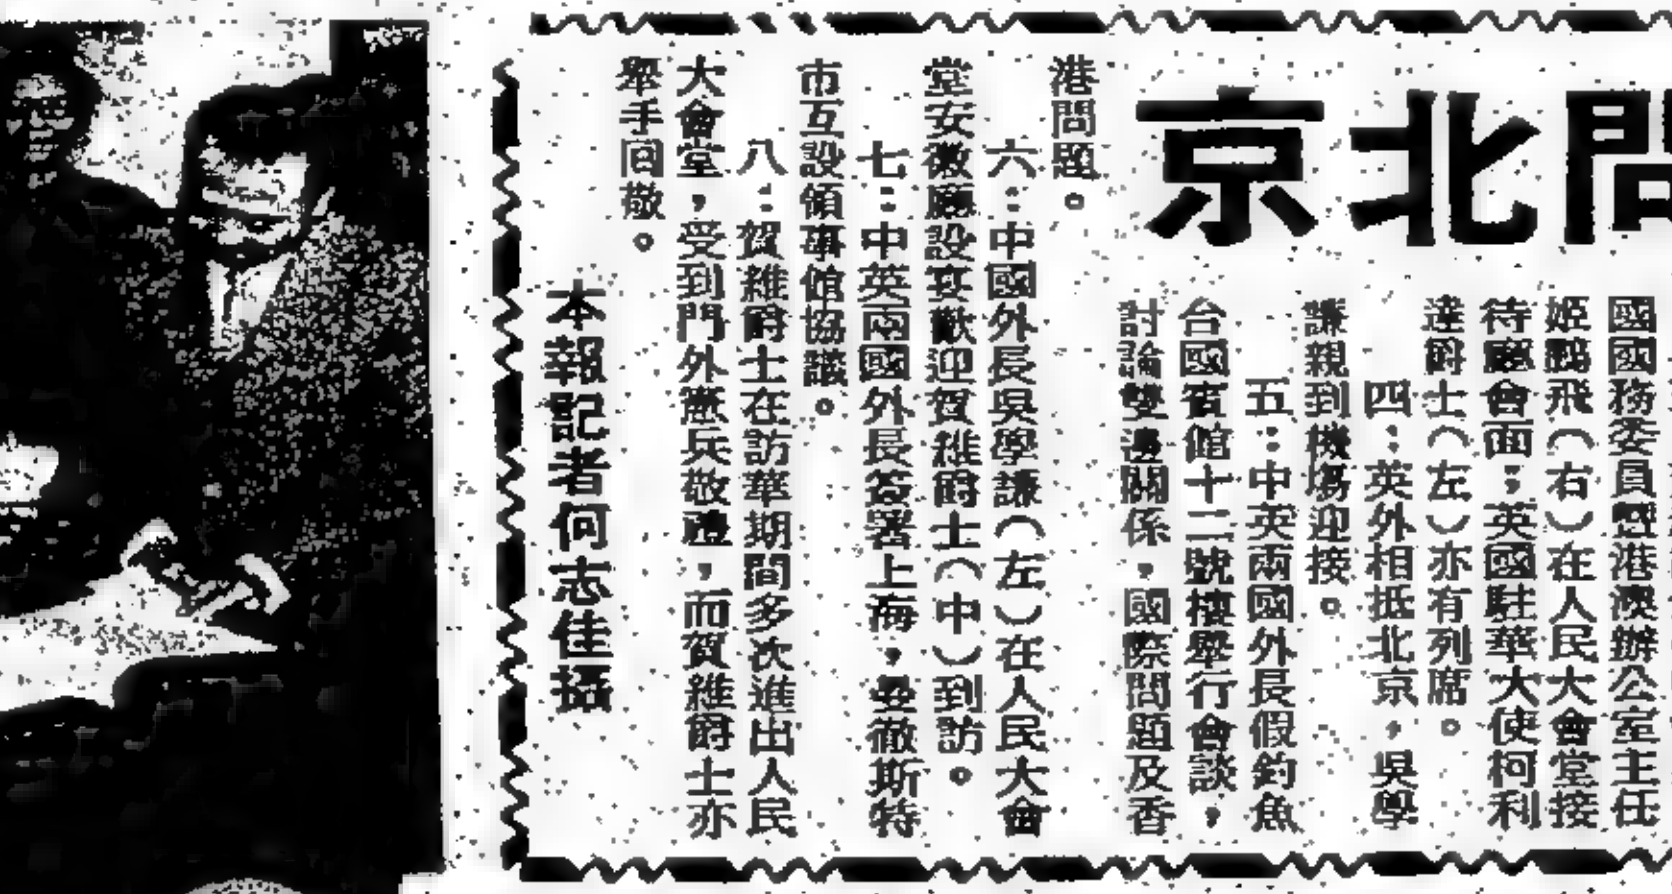 問北京
國國務委員兼港澳辦公室主任
姬鵬飛（右）在人民大會堂接
待廳會面；英國駐華大使柯利
達爵士（左）亦有列席。
四：英外相抵北京，吳學
謙親到機場迎接。
五：中英兩國外長假釣魚
台國賓館十二號樓舉行會談，
討論雙邊關係，國際問題及香
港問題。
六：中國外長吳學謙（左）在人民大會
堂安徽廳設宴歡迎賀維爵士（中）到訪。
七：中英兩國外長簽署上海，曼徹斯特
市互設領事館協議。
八：賀維爵士在訪華期間多次進出人民
大會堂，受到門外憲兵敬禮，而賀維爵士亦
舉手回敬。
本報記者何志佳攝